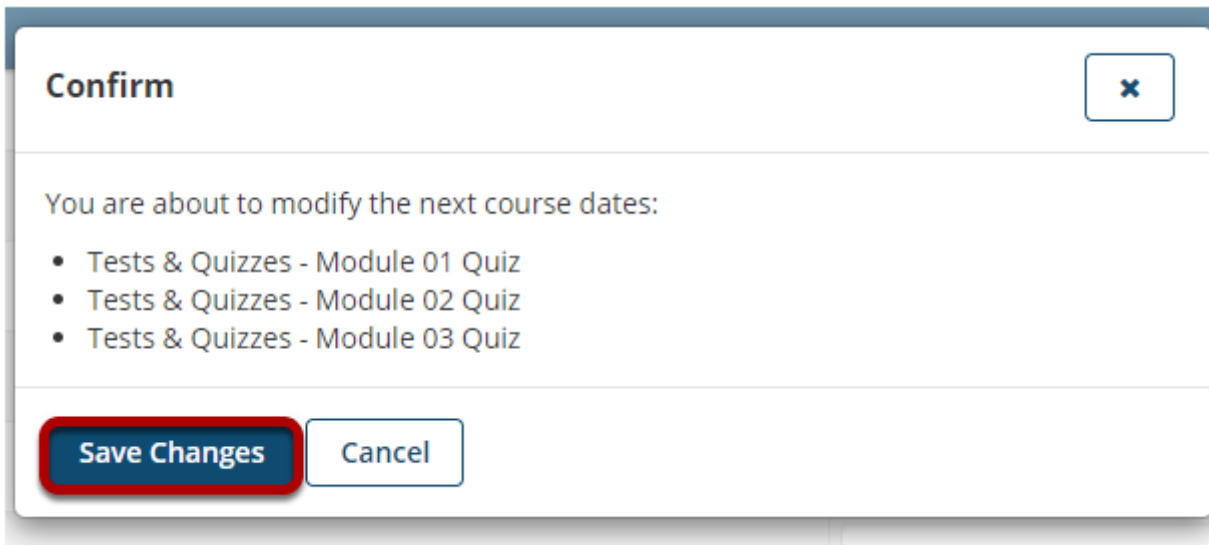 Confirm
You are about to modify the next course dates:
• Tests & Quizzes - Module 01 Quiz
• Tests & Quizzes - Module 02 Quiz
• Tests & Quizzes - Module 03 Quiz
Save Changes Cancel